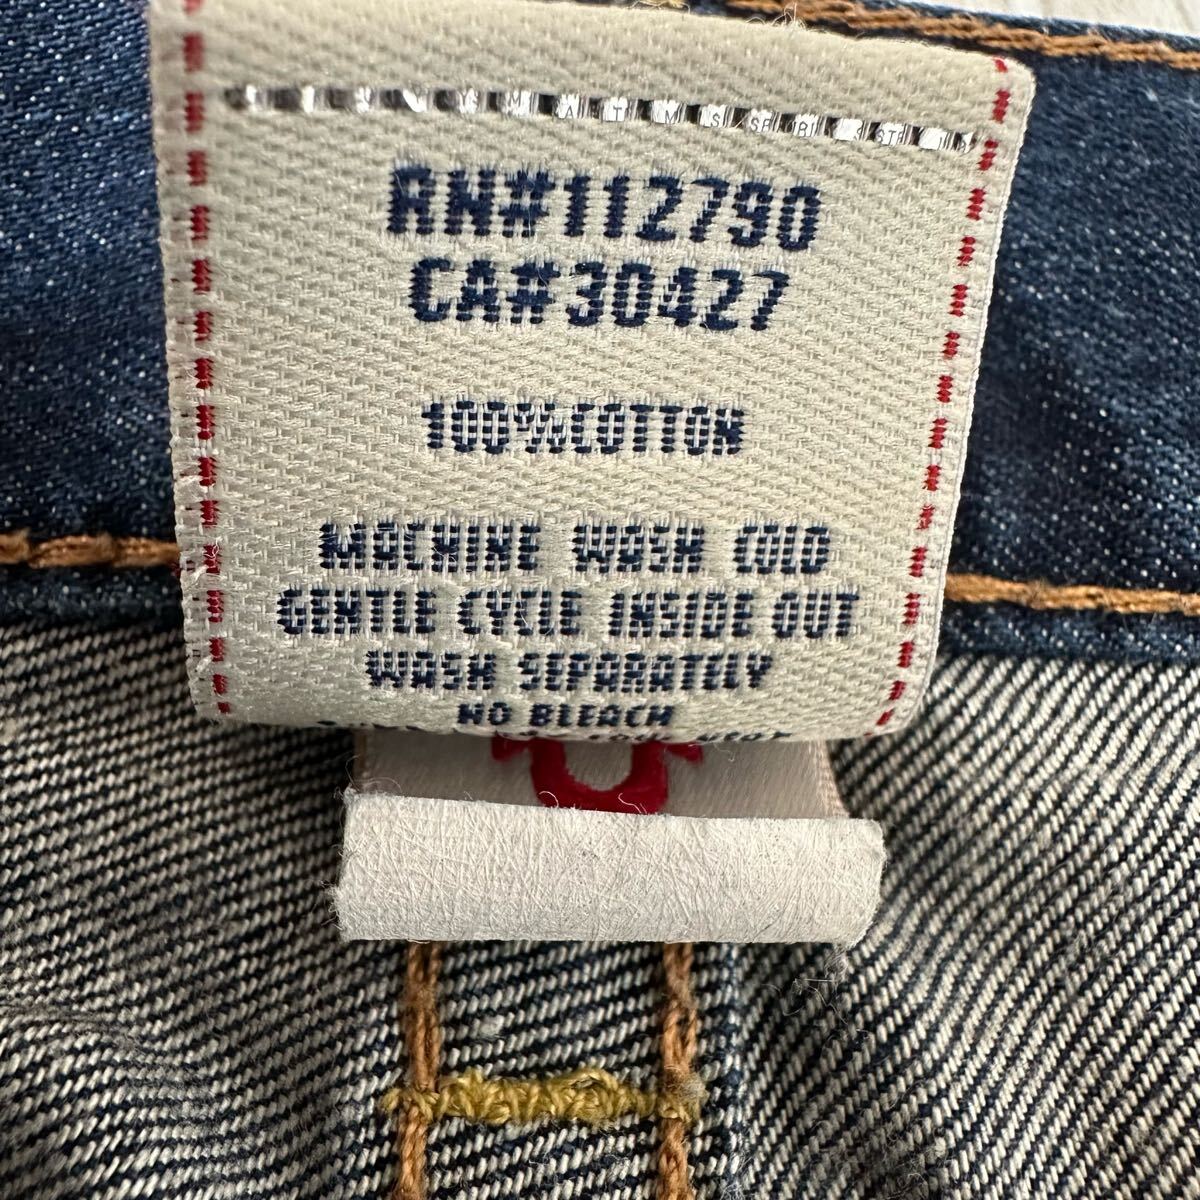 RN#112790
CA#30427
100%COTTON
MACHINE WASH COLD
GENTLE CYCLE INSIDE OUT
WASH SEPARATELY
NO BLEACH